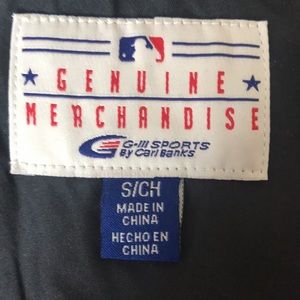 GENUINE
MERCHANDISE
G-III SPORTS
By Carl Banks
S/CH
MADE IN
CHINA
HECHO EN
CHINA